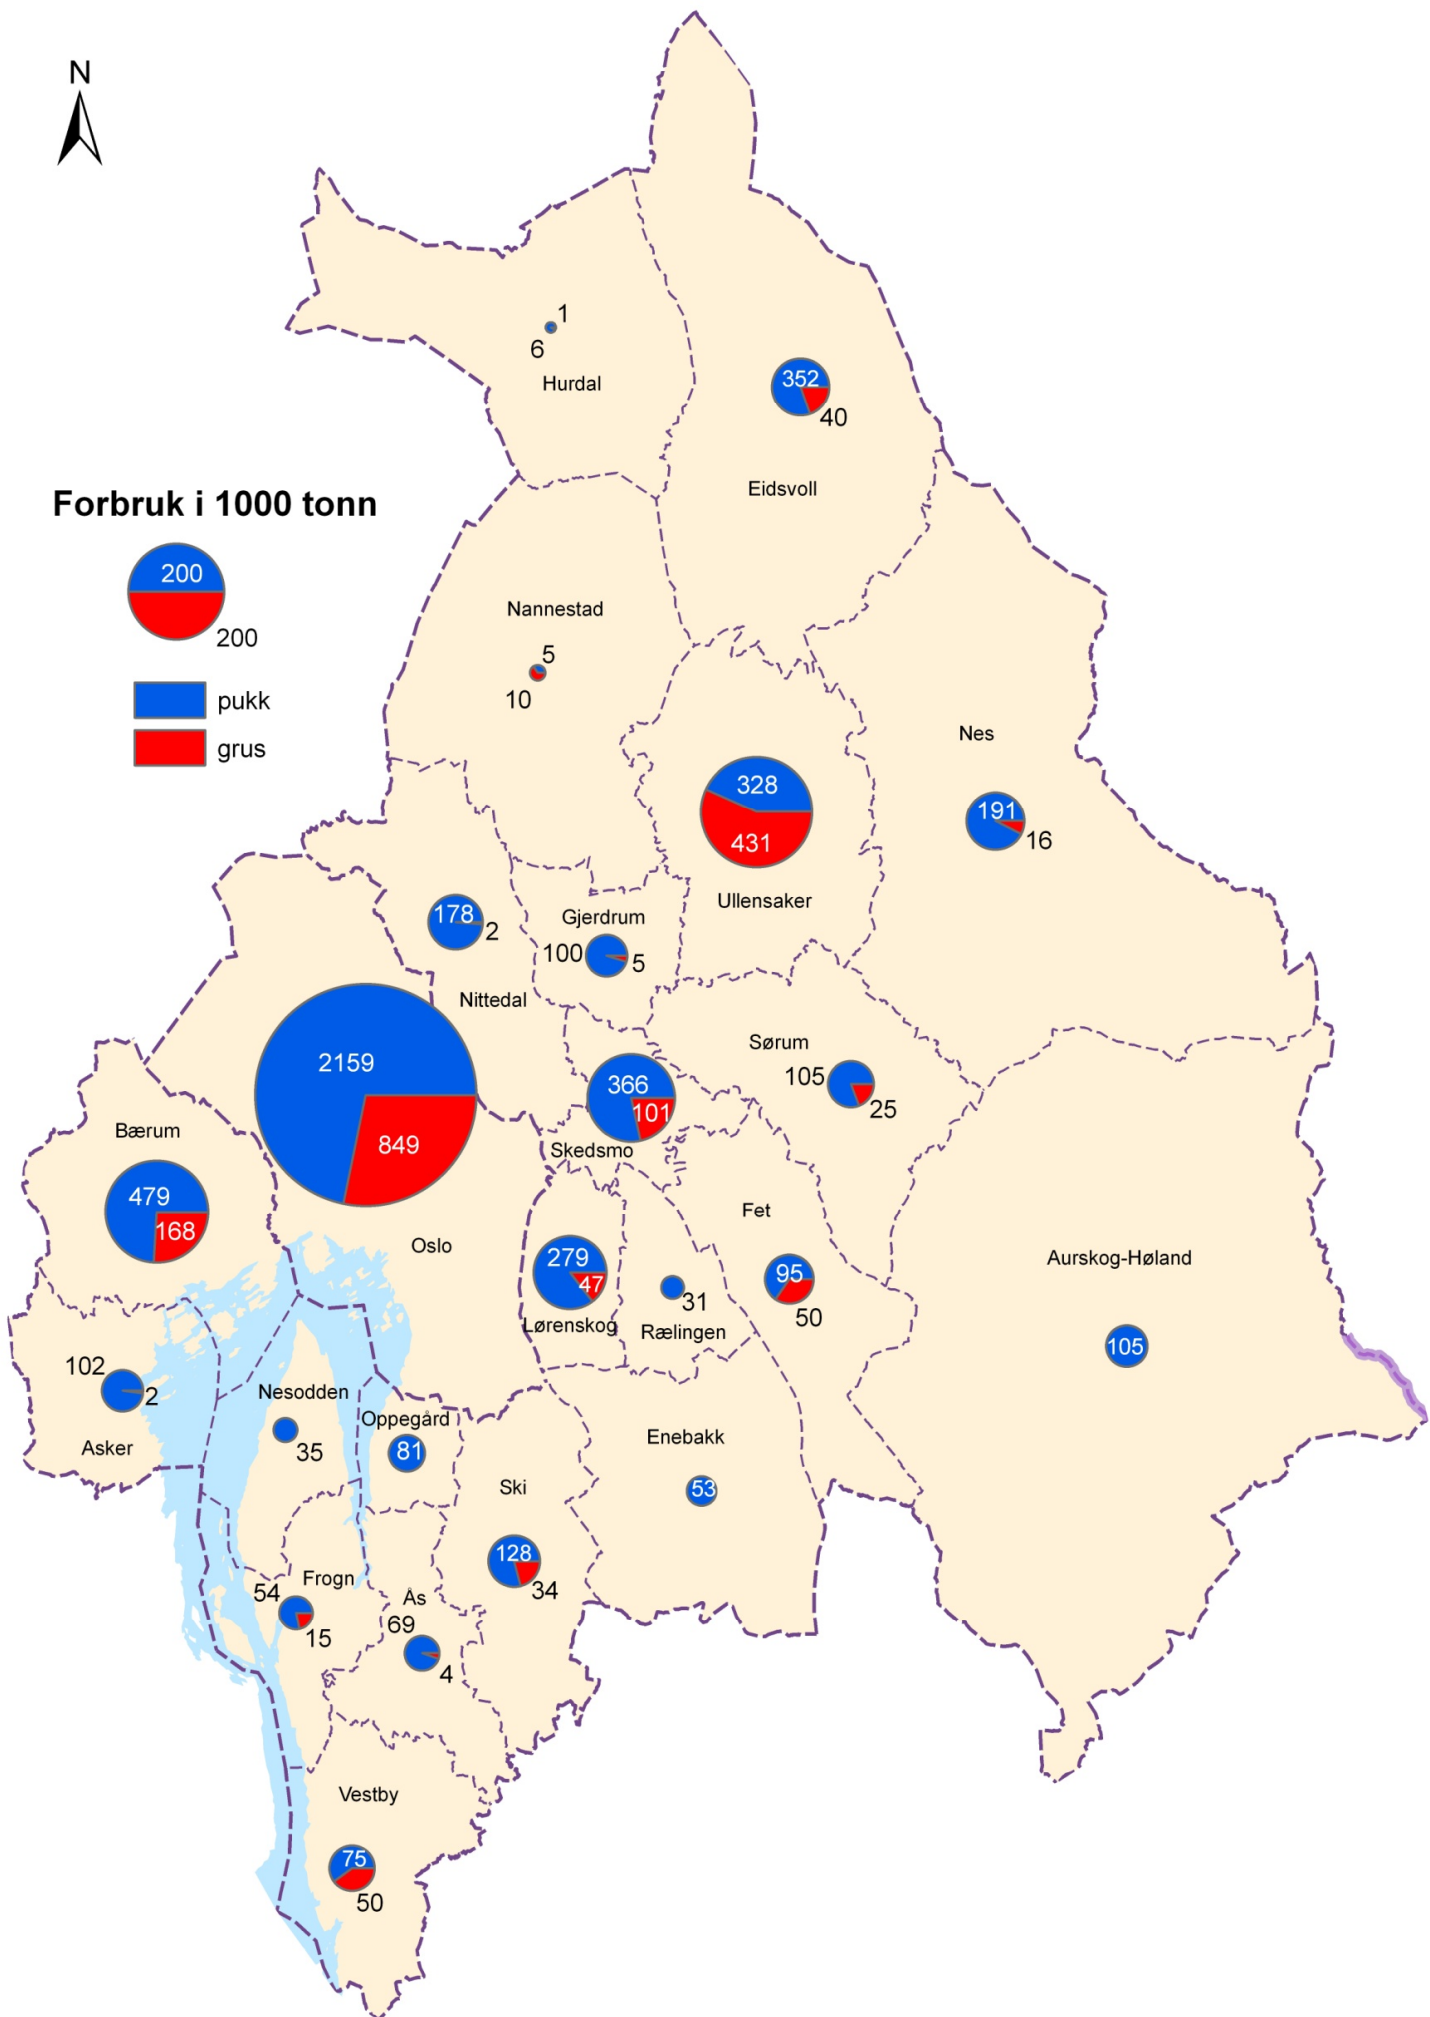 N
1
6
Hurdal
352
40
Eidsvoll
Forbruk i 1000 tonn
200
200
pukk
grus
Nannestad
5
10
Nes
191
16
328
431
Ullensaker
178
2
Nittedal
Gjerdrum
100
5
2159
849
Oslo
366
101
Skedsmo
Sørum
105
25
Bærum
479
168
Fet
95
50
279
47
Lørenskog
31
Rælingen
Aurskog-Høland
105
102
2
Asker
Nesodden
35
Oppegård
81
Enebakk
53
Ski
128
34
Frogn
54
15
Ås
69
4
Vestby
75
50